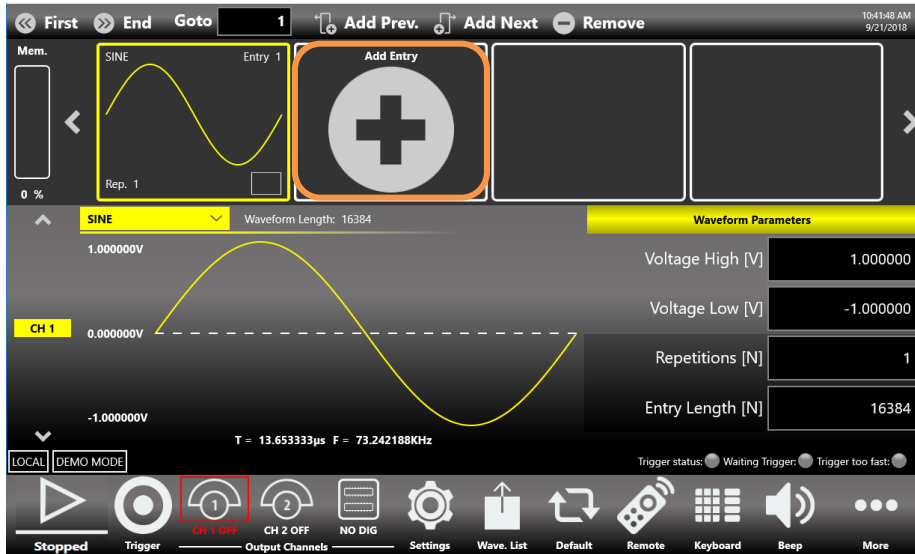 First End Goto 1 Add Prev. Add Next Remove
10:41:48 AM
9/21/2018
Mem.
SINE Entry 1
Add Entry
Rep. 1
0 %
SINE Waveform Length: 16384
Waveform Parameters
1.000000V
Voltage High [V] 1.000000
Voltage Low [V] -1.000000
CH 1
0.000000V
Repetitions [N] 1
Entry Length [N] 16384
-1.000000V
T = 13.653333µs F = 73.242188KHz
LOCAL DEMO MODE
Trigger status: Waiting Trigger: Trigger too fast:
1 2
CH 1 OFF CH 2 OFF NO DIG
Stopped Trigger Output Channels Settings Wave. List Default Remote Keyboard Beep More